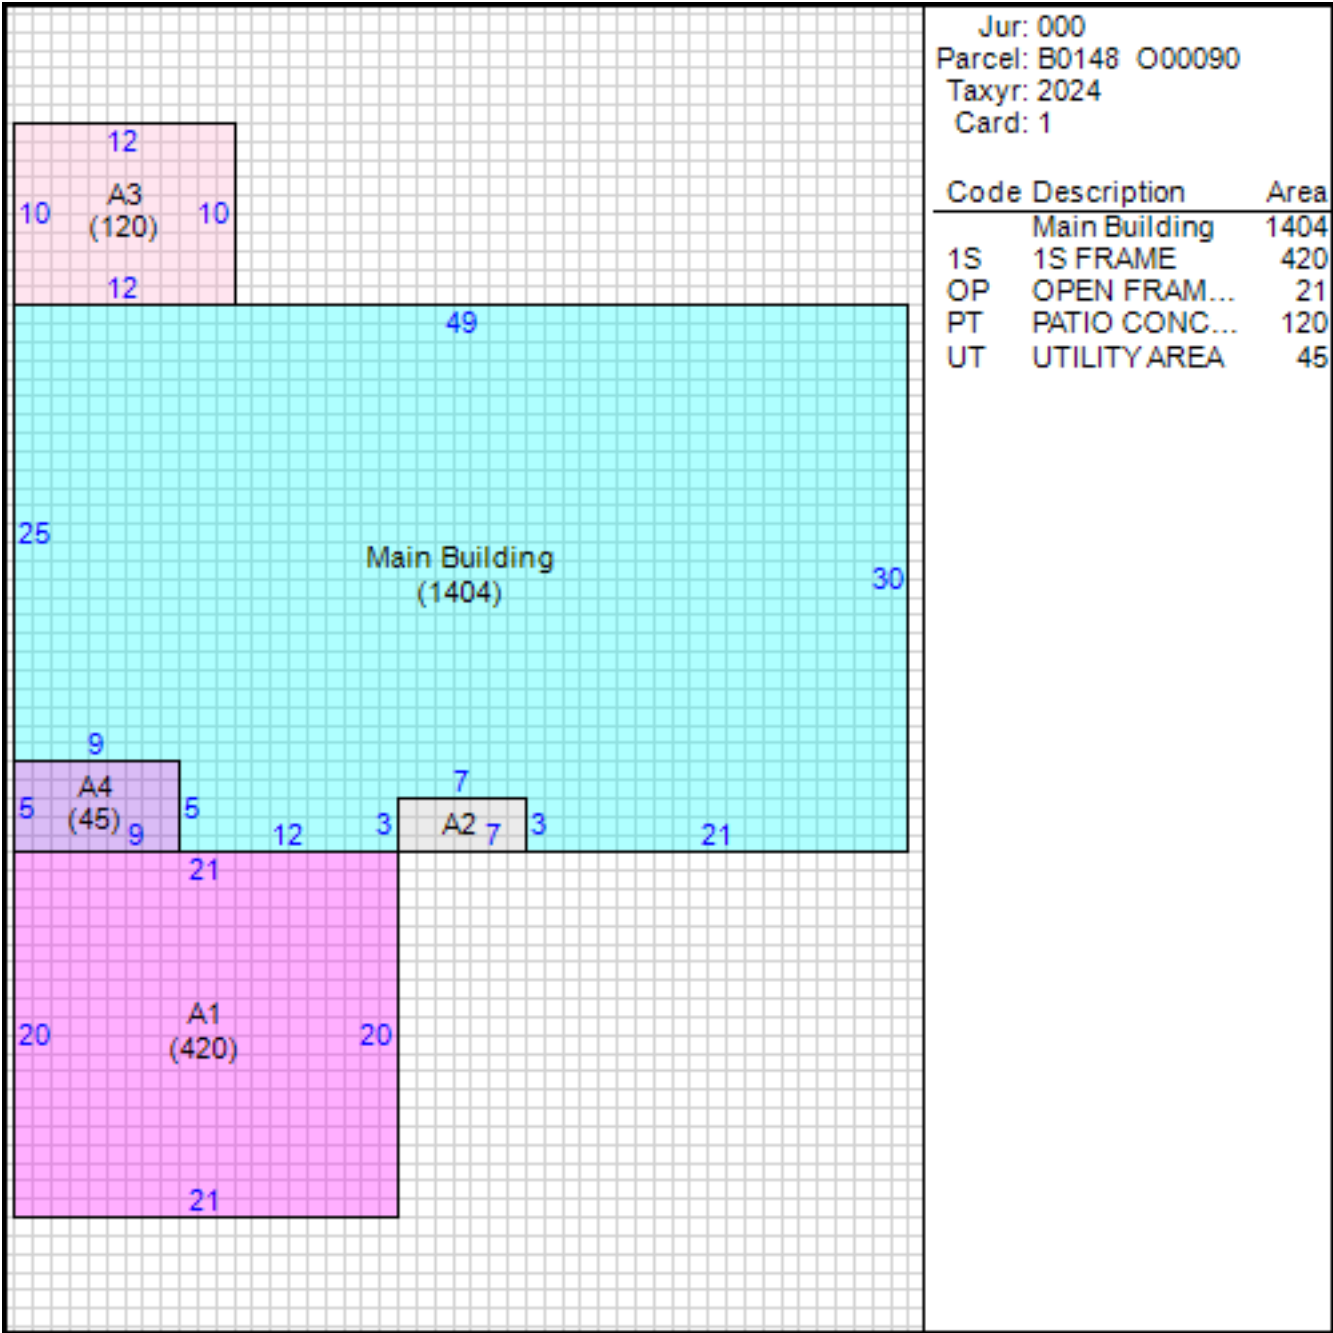 Jur: 000
Parcel: B0148 O00090
Taxyr: 2024
Card: 1
Code Description Area
Main Building 1404
1S 1S FRAME 420
OP OPEN FRAM... 21
PT PATIO CONC... 120
UT UTILITY AREA 45
12
A3
10 (120) 10
12
49
25
Main Building
(1404)
30
9
A4
5 (45) 5
9
12
7
3 A2 7 3
21
21
A1
20 (420) 20
21